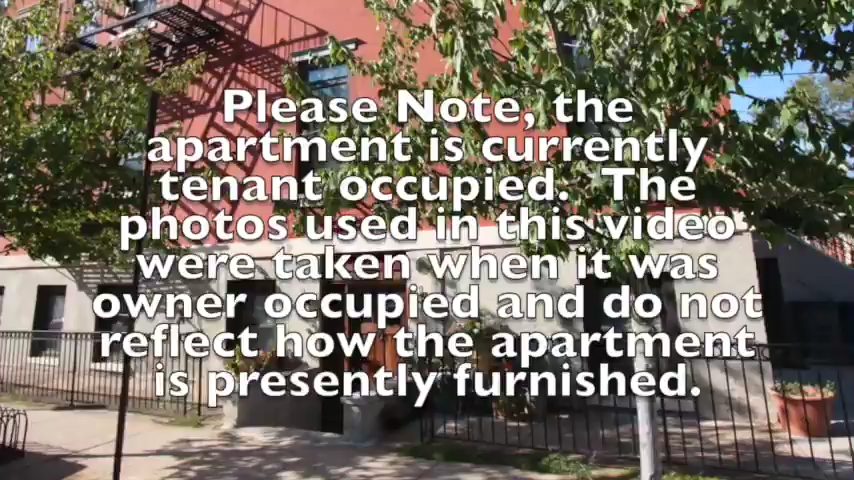 Please Note, the
apartment is currently
tenant occupied. The
photos used in this video
were taken when it was
owner occupied and do not
reflect how the apartment
is presently furnished.